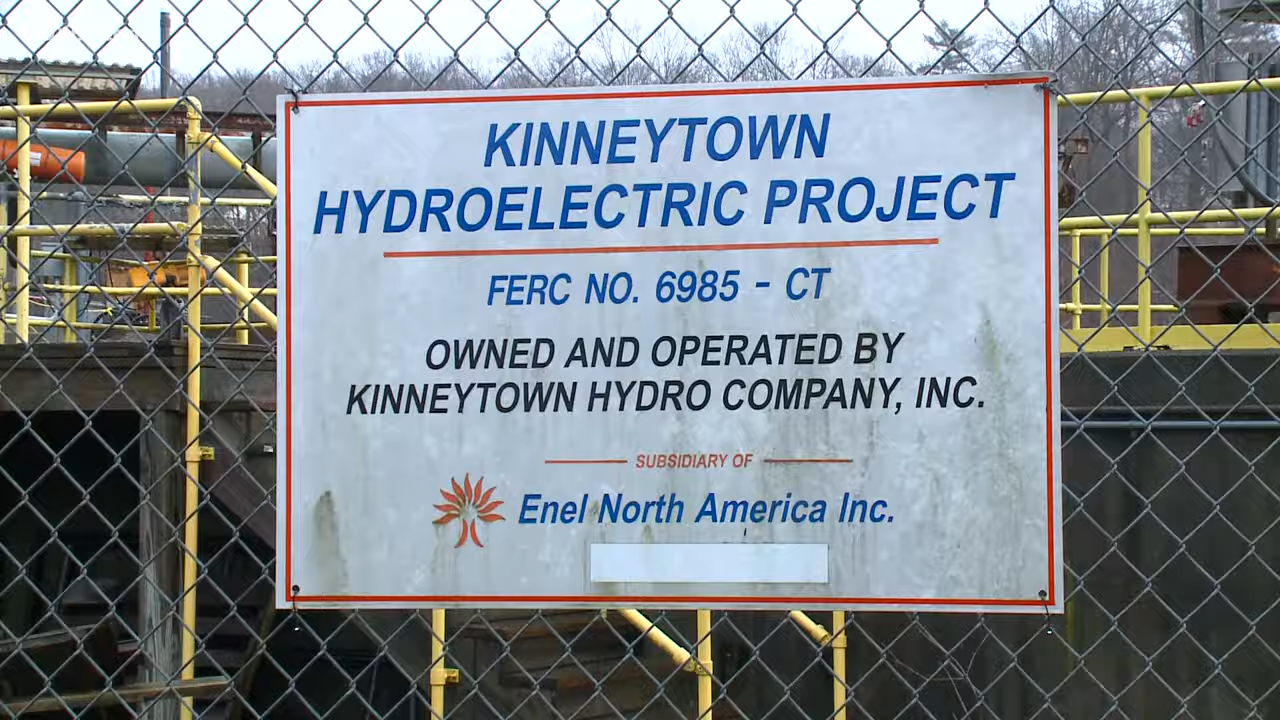 KINNEYTOWN
HYDROELECTRIC PROJECT
FERC NO. 6985 - CT
OWNED AND OPERATED BY
KINNEYTOWN HYDRO COMPANY, INC.
SUBSIDIARY OF
Enel North America Inc.